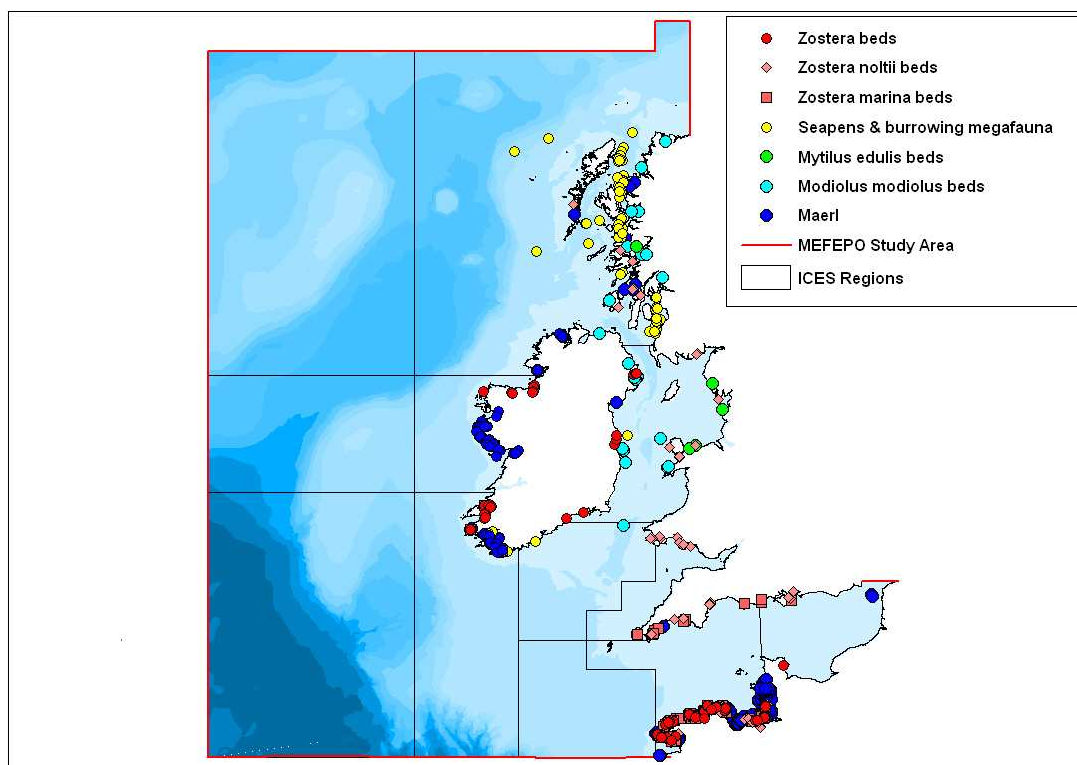 Zostera beds
Zostera noltii beds
Zostera marina beds
Seapens & burrowing megafauna
Mytilus edulis beds
Modiolus modiolus beds
Maerl
MEFEPO Study Area
ICES Regions